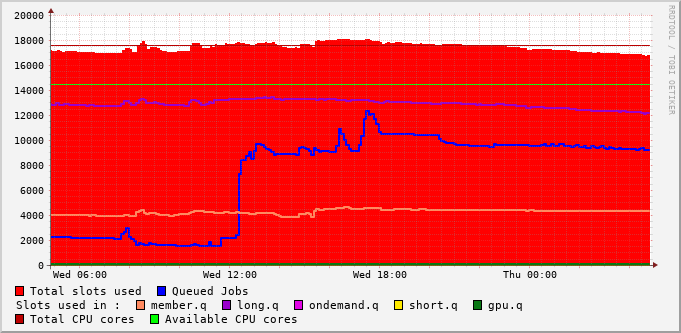 20000
18000
16000
14000
12000
10000
8000
6000
4000
2000
0
Wed 06:00 Wed 12:00 Wed 18:00 Thu 00:00
RRDTOOL / TOBI OETIKER
Total slots used Queued Jobs
Slots used in : member.q long.q ondemand.q short.q gpu.q
Total CPU cores Available CPU cores